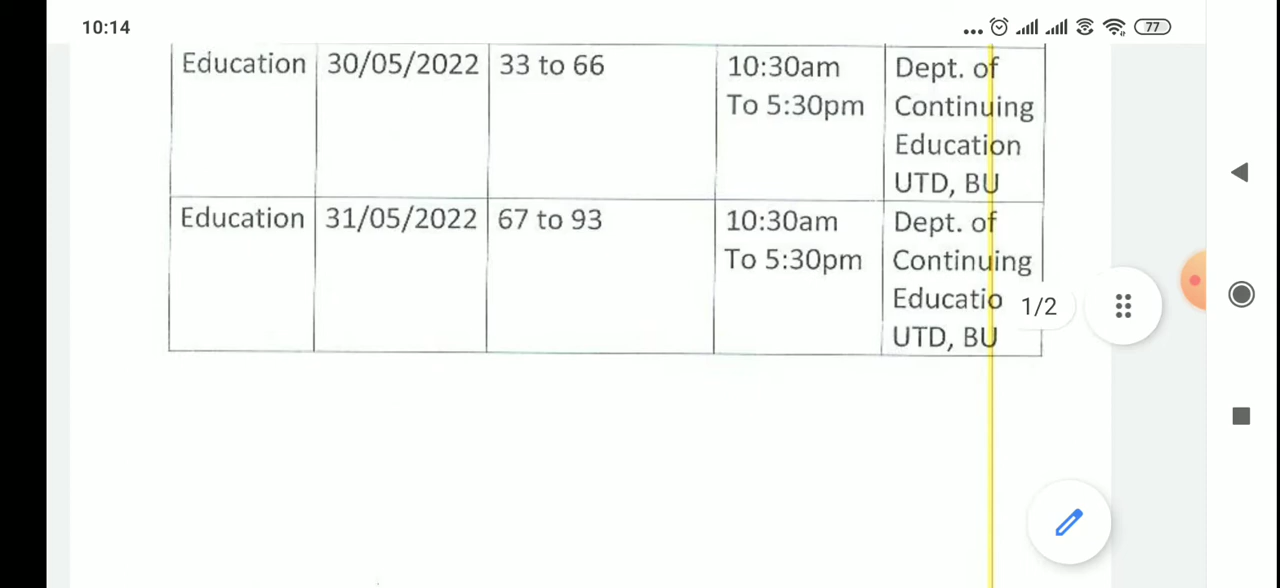 10:14
77
Education 30/05/2022 33 to 66 10:30am Dept. of
To 5:30pm Continuing
Education
UTD, BU
Education 31/05/2022 67 to 93 10:30am Dept. of
To 5:30pm Continuing
Educatio
UTD, BU
1/2